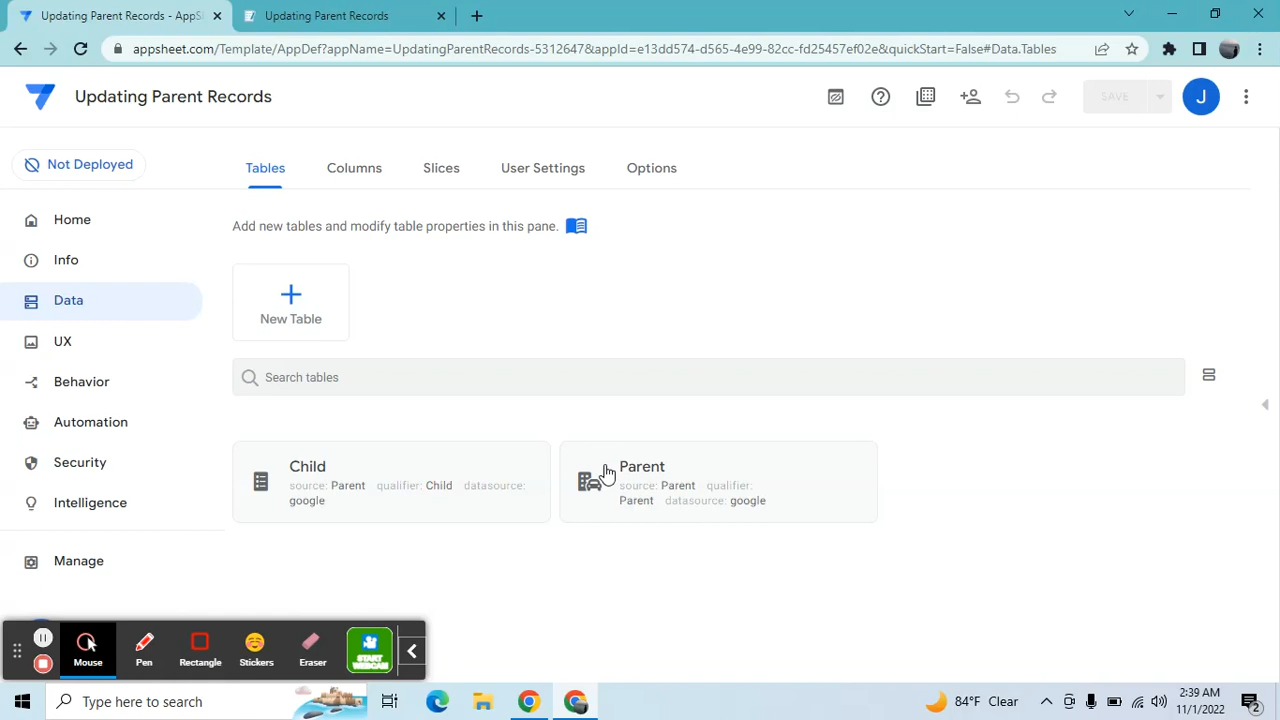 Updating Parent Records - AppS
Updating Parent Records
appsheet.com/Template/AppDef?appName=UpdatingParentRecords-5312647&appId=e13dd574-d565-4e99-82cc-fd25457ef02e&quickStart=False#Data.Tables
Updating Parent Records
SAVE
J
Not Deployed
Tables
Columns
Slices
User Settings
Options
Home
Info
Data
UX
Behavior
Automation
Security
Intelligence
Manage
Add new tables and modify table properties in this pane.
New Table
Search tables
Child
source: Parent qualifier: Child datasource:
google
Parent
source: Parent qualifier:
Parent datasource: google
Mouse
Pen
Rectangle
Stickers
Eraser
START
WEBCAM
Type here to search
84°F Clear
2:39 AM
11/1/2022
2